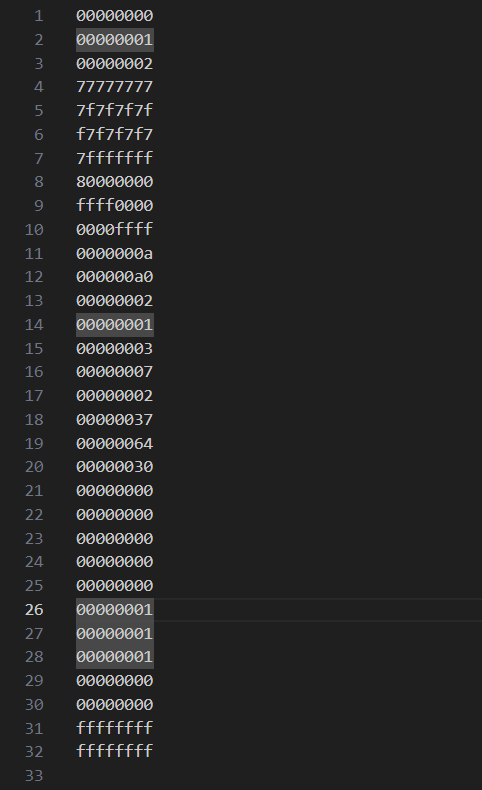 1 00000000
2 00000001
3 00000002
4 77777777
5 7f7f7f7f
6 f7f7f7f7
7 7fffffff
8 80000000
9 ffff0000
10 0000ffff
11 0000000a
12 000000a0
13 00000002
14 00000001
15 00000003
16 00000007
17 00000002
18 00000037
19 00000064
20 00000030
21 00000000
22 00000000
23 00000000
24 00000000
25 00000000
26 00000001
27 00000001
28 00000001
29 00000000
30 00000000
31 ffffffff
32 ffffffff
33